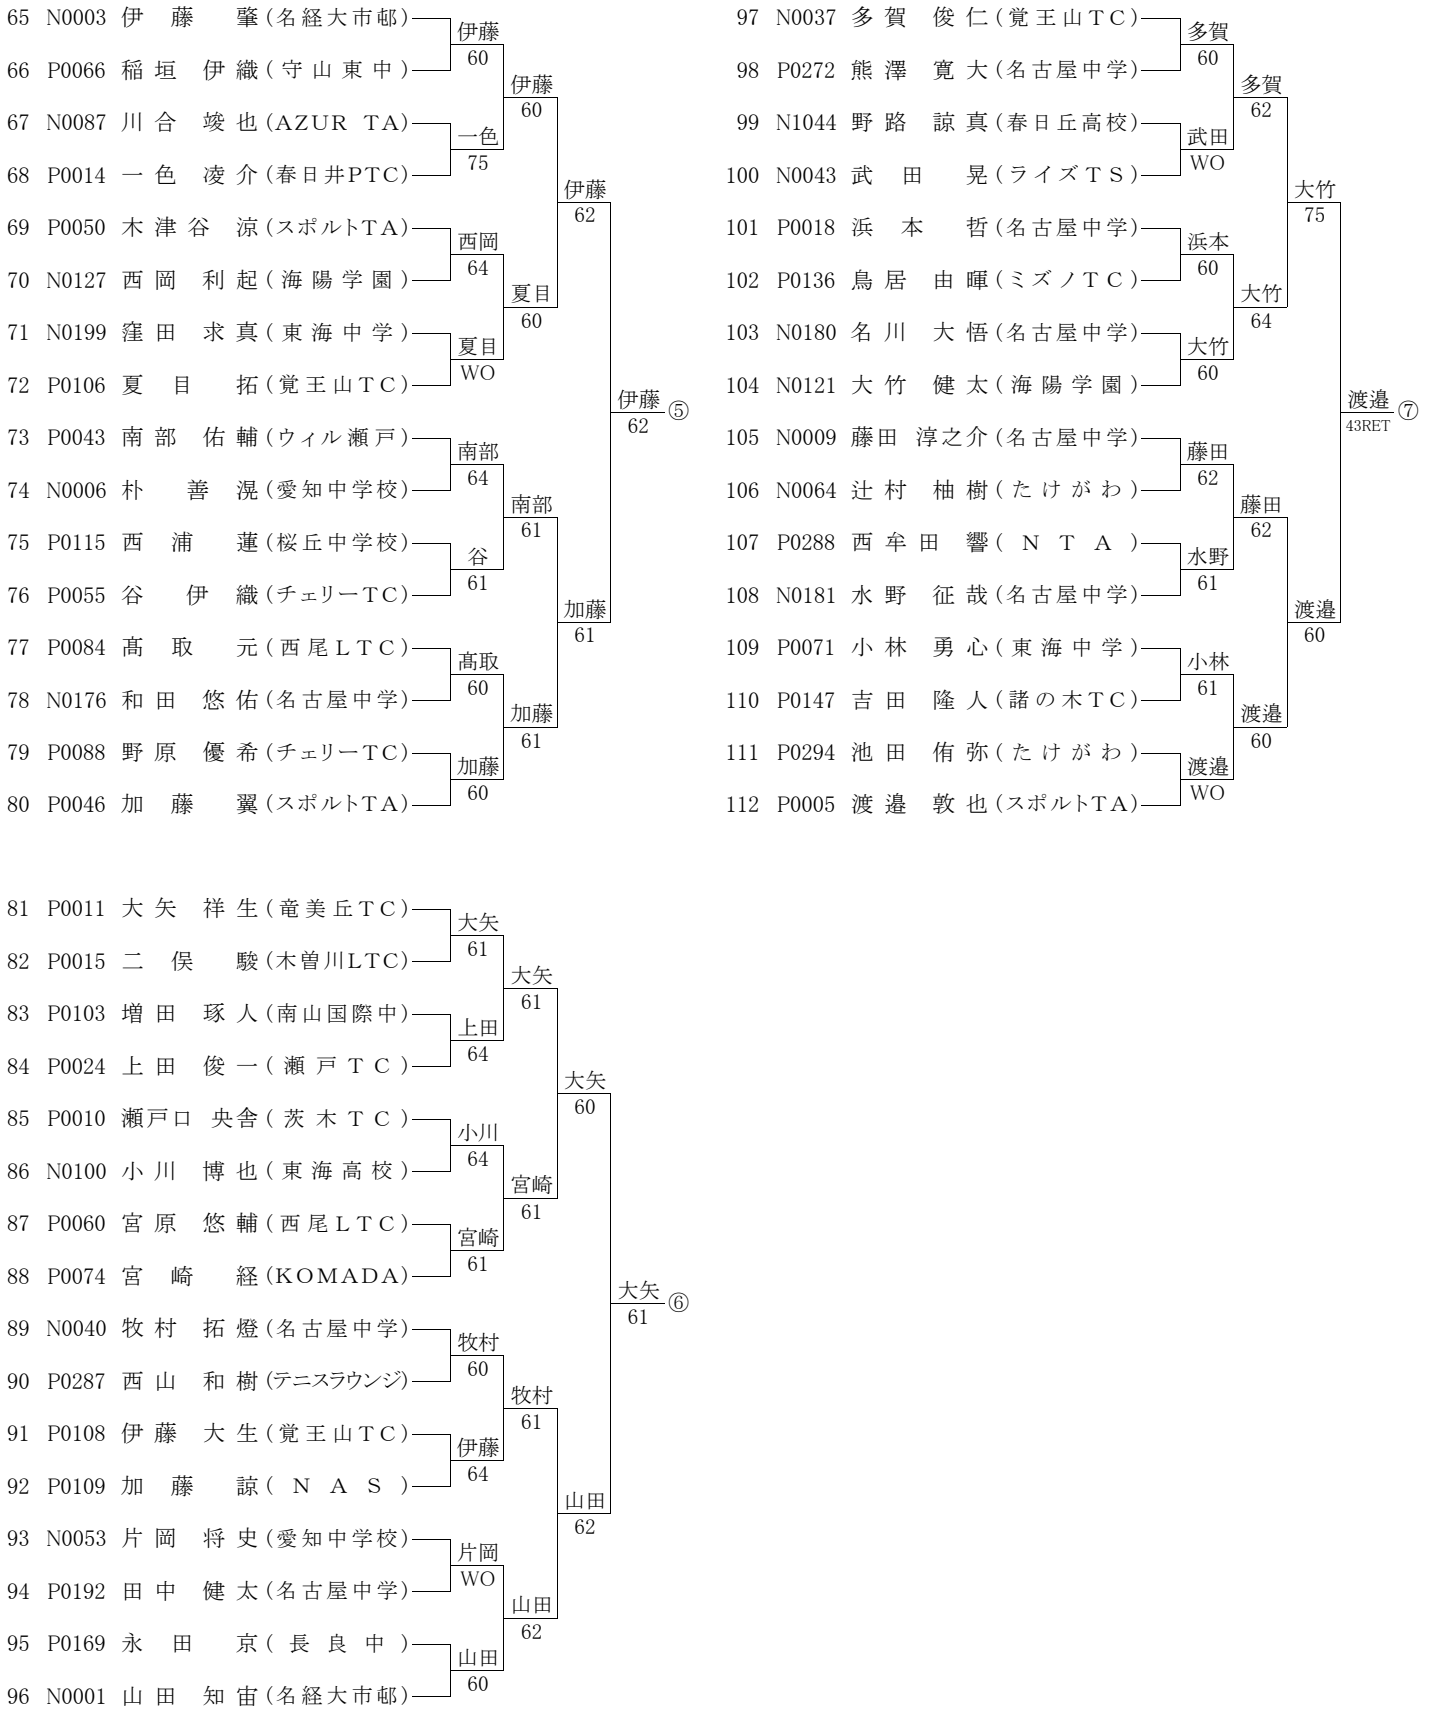 65 N0003 伊藤 肇 (名経大市邨)
伊藤
60
66 P0066 稲垣 伊織 (守山東中)
伊藤
60
67 N0087 川合 竣也 (AZUR TA)
一色
75
68 P0014 一色 凌介 (春日井PTC)
伊藤
62
69 P0050 木津谷 涼 (スポルトTA)
西岡
64
70 N0127 西岡 利起 (海陽学園)
夏目
60
71 N0199 窪田 求真 (東海中学)
夏目
WO
72 P0106 夏目 拓 (覚王山TC)
伊藤 ⑤
62
73 P0043 南部 佑輔 (ウィル瀬戸)
南部
64
74 N0006 朴 善滉 (愛知中学校)
南部
61
75 P0115 西浦 蓮 (桜丘中学校)
谷
61
76 P0055 谷 伊織 (チェリーTC)
加藤
61
77 P0084 髙取 元 (西尾LTC)
髙取
60
78 N0176 和田 悠佑 (名古屋中学)
加藤
61
79 P0088 野原 優希 (チェリーTC)
加藤
60
80 P0046 加藤 翼 (スポルトTA)
81 P0011 大矢 祥生 (竜美丘TC)
大矢
61
82 P0015 二俣 駿 (木曽川LTC)
大矢
61
83 P0103 増田 琢人 (南山国際中)
上田
64
84 P0024 上田 俊一 (瀬戸TC)
大矢
60
85 P0010 瀬戸口 央舎 (茨木TC)
小川
64
86 N0100 小川 博也 (東海高校)
宮崎
61
87 P0060 宮原 悠輔 (西尾LTC)
宮崎
61
88 P0074 宮崎 経 (KOMADA)
大矢 ⑥
61
89 N0040 牧村 拓燈 (名古屋中学)
牧村
60
90 P0287 西山 和樹 (テニスラウンジ)
牧村
61
91 P0108 伊藤 大生 (覚王山TC)
伊藤
64
92 P0109 加藤 諒 (NAS)
山田
62
93 N0053 片岡 将史 (愛知中学校)
片岡
WO
94 P0192 田中 健太 (名古屋中学)
山田
62
95 P0169 永田 京 (長良中)
山田
60
96 N0001 山田 知宙 (名経大市邨)
97 N0037 多賀 俊仁 (覚王山TC)
多賀
60
98 P0272 熊澤 寛大 (名古屋中学)
多賀
62
99 N1044 野路 諒真 (春日丘高校)
武田
WO
100 N0043 武田 晃 (ライズTS)
大竹
75
101 P0018 浜本 哲 (名古屋中学)
浜本
60
102 P0136 鳥居 由暉 (ミズノTC)
大竹
64
103 N0180 名川 大悟 (名古屋中学)
大竹
60
104 N0121 大竹 健太 (海陽学園)
渡邉 ⑦
43RET
105 N0009 藤田 淳之介 (名古屋中学)
藤田
62
106 N0064 辻村 柚樹 (たけがわ)
藤田
62
107 P0288 西牟田 響 (NTA)
水野
61
108 N0181 水野 征哉 (名古屋中学)
渡邉
60
109 P0071 小林 勇心 (東海中学)
小林
61
110 P0147 吉田 隆人 (諸の木TC)
渡邉
60
111 P0294 池田 侑弥 (たけがわ)
渡邉
WO
112 P0005 渡邉 敦也 (スポルトTA)